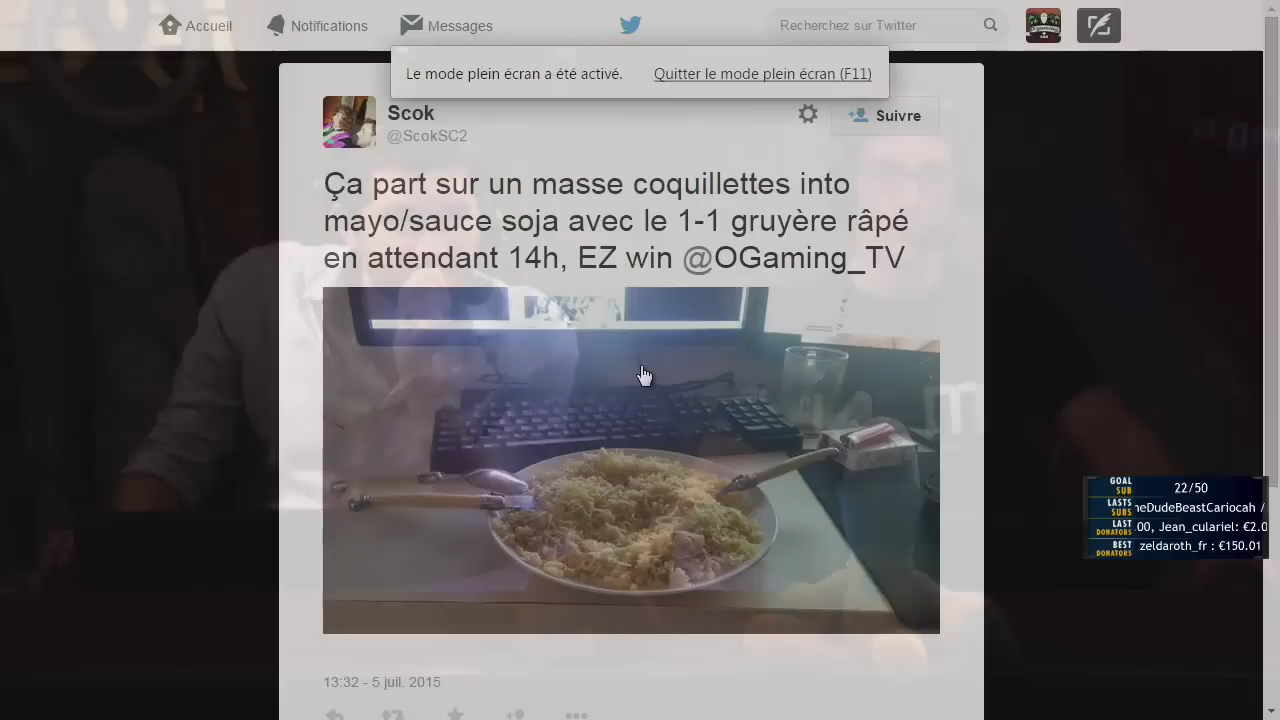 Accueil
Notifications
Messages
Recherchez sur Twitter
Le mode plein écran a été activé.
Quitter le mode plein écran (F11)
Scok
@ScokSC2
Suivre
Ça part sur un masse coquillettes into
mayo/sauce soja avec le 1-1 gruyère râpé
en attendant 14h, EZ win @OGaming_TV
GOAL
SUB
22/50
LASTS
SUBS
neDudeBeastCariocah /
LAST
DONATORS
00, Jean_culariel: €2.0
BEST
DONATORS
zeldaroth_fr : €150.01
13:32 - 5 juil. 2015